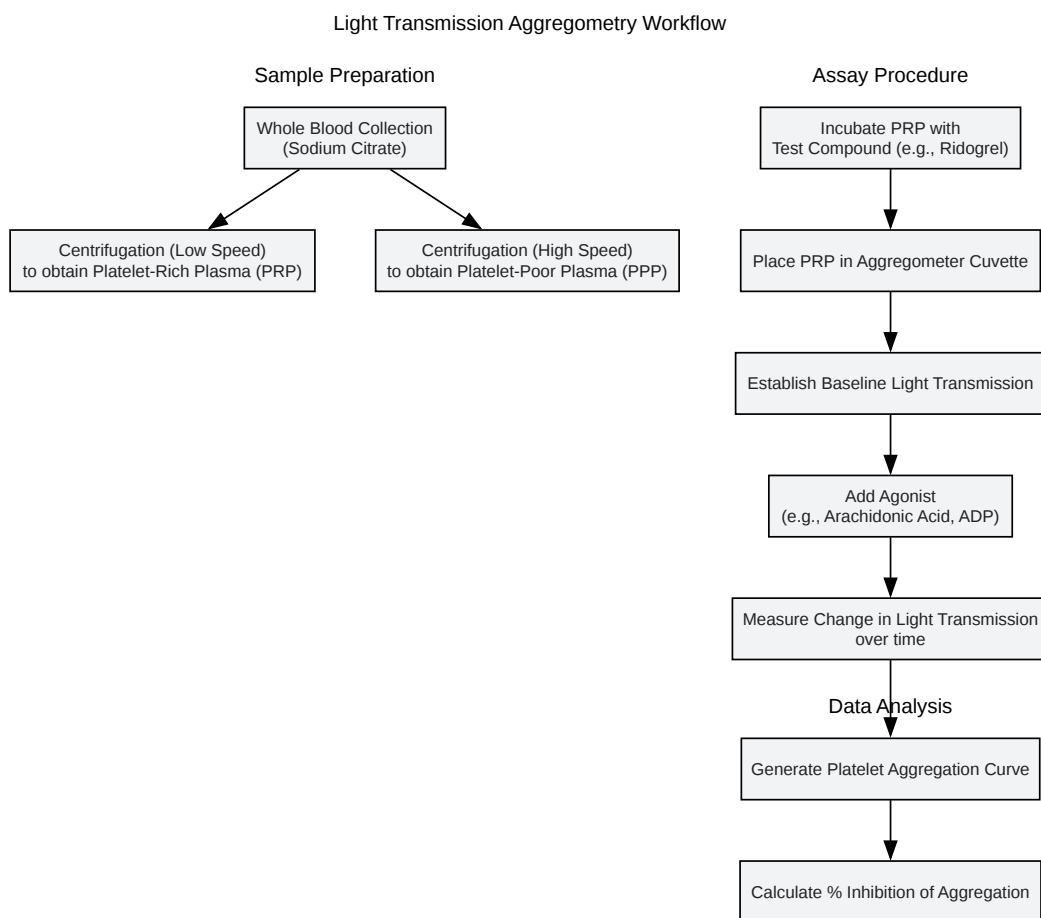 Light Transmission Aggregometry Workflow
Sample Preparation
Whole Blood Collection
(Sodium Citrate)
Centrifugation (Low Speed)
to obtain Platelet-Rich Plasma (PRP)
Centrifugation (High Speed)
to obtain Platelet-Poor Plasma (PPP)
Assay Procedure
Incubate PRP with
Test Compound (e.g., Ridogrel)
Place PRP in Aggregometer Cuvette
Establish Baseline Light Transmission
Add Agonist
(e.g., Arachidonic Acid, ADP)
Measure Change in Light Transmission
over time
Data Analysis
Generate Platelet Aggregation Curve
Calculate % Inhibition of Aggregation